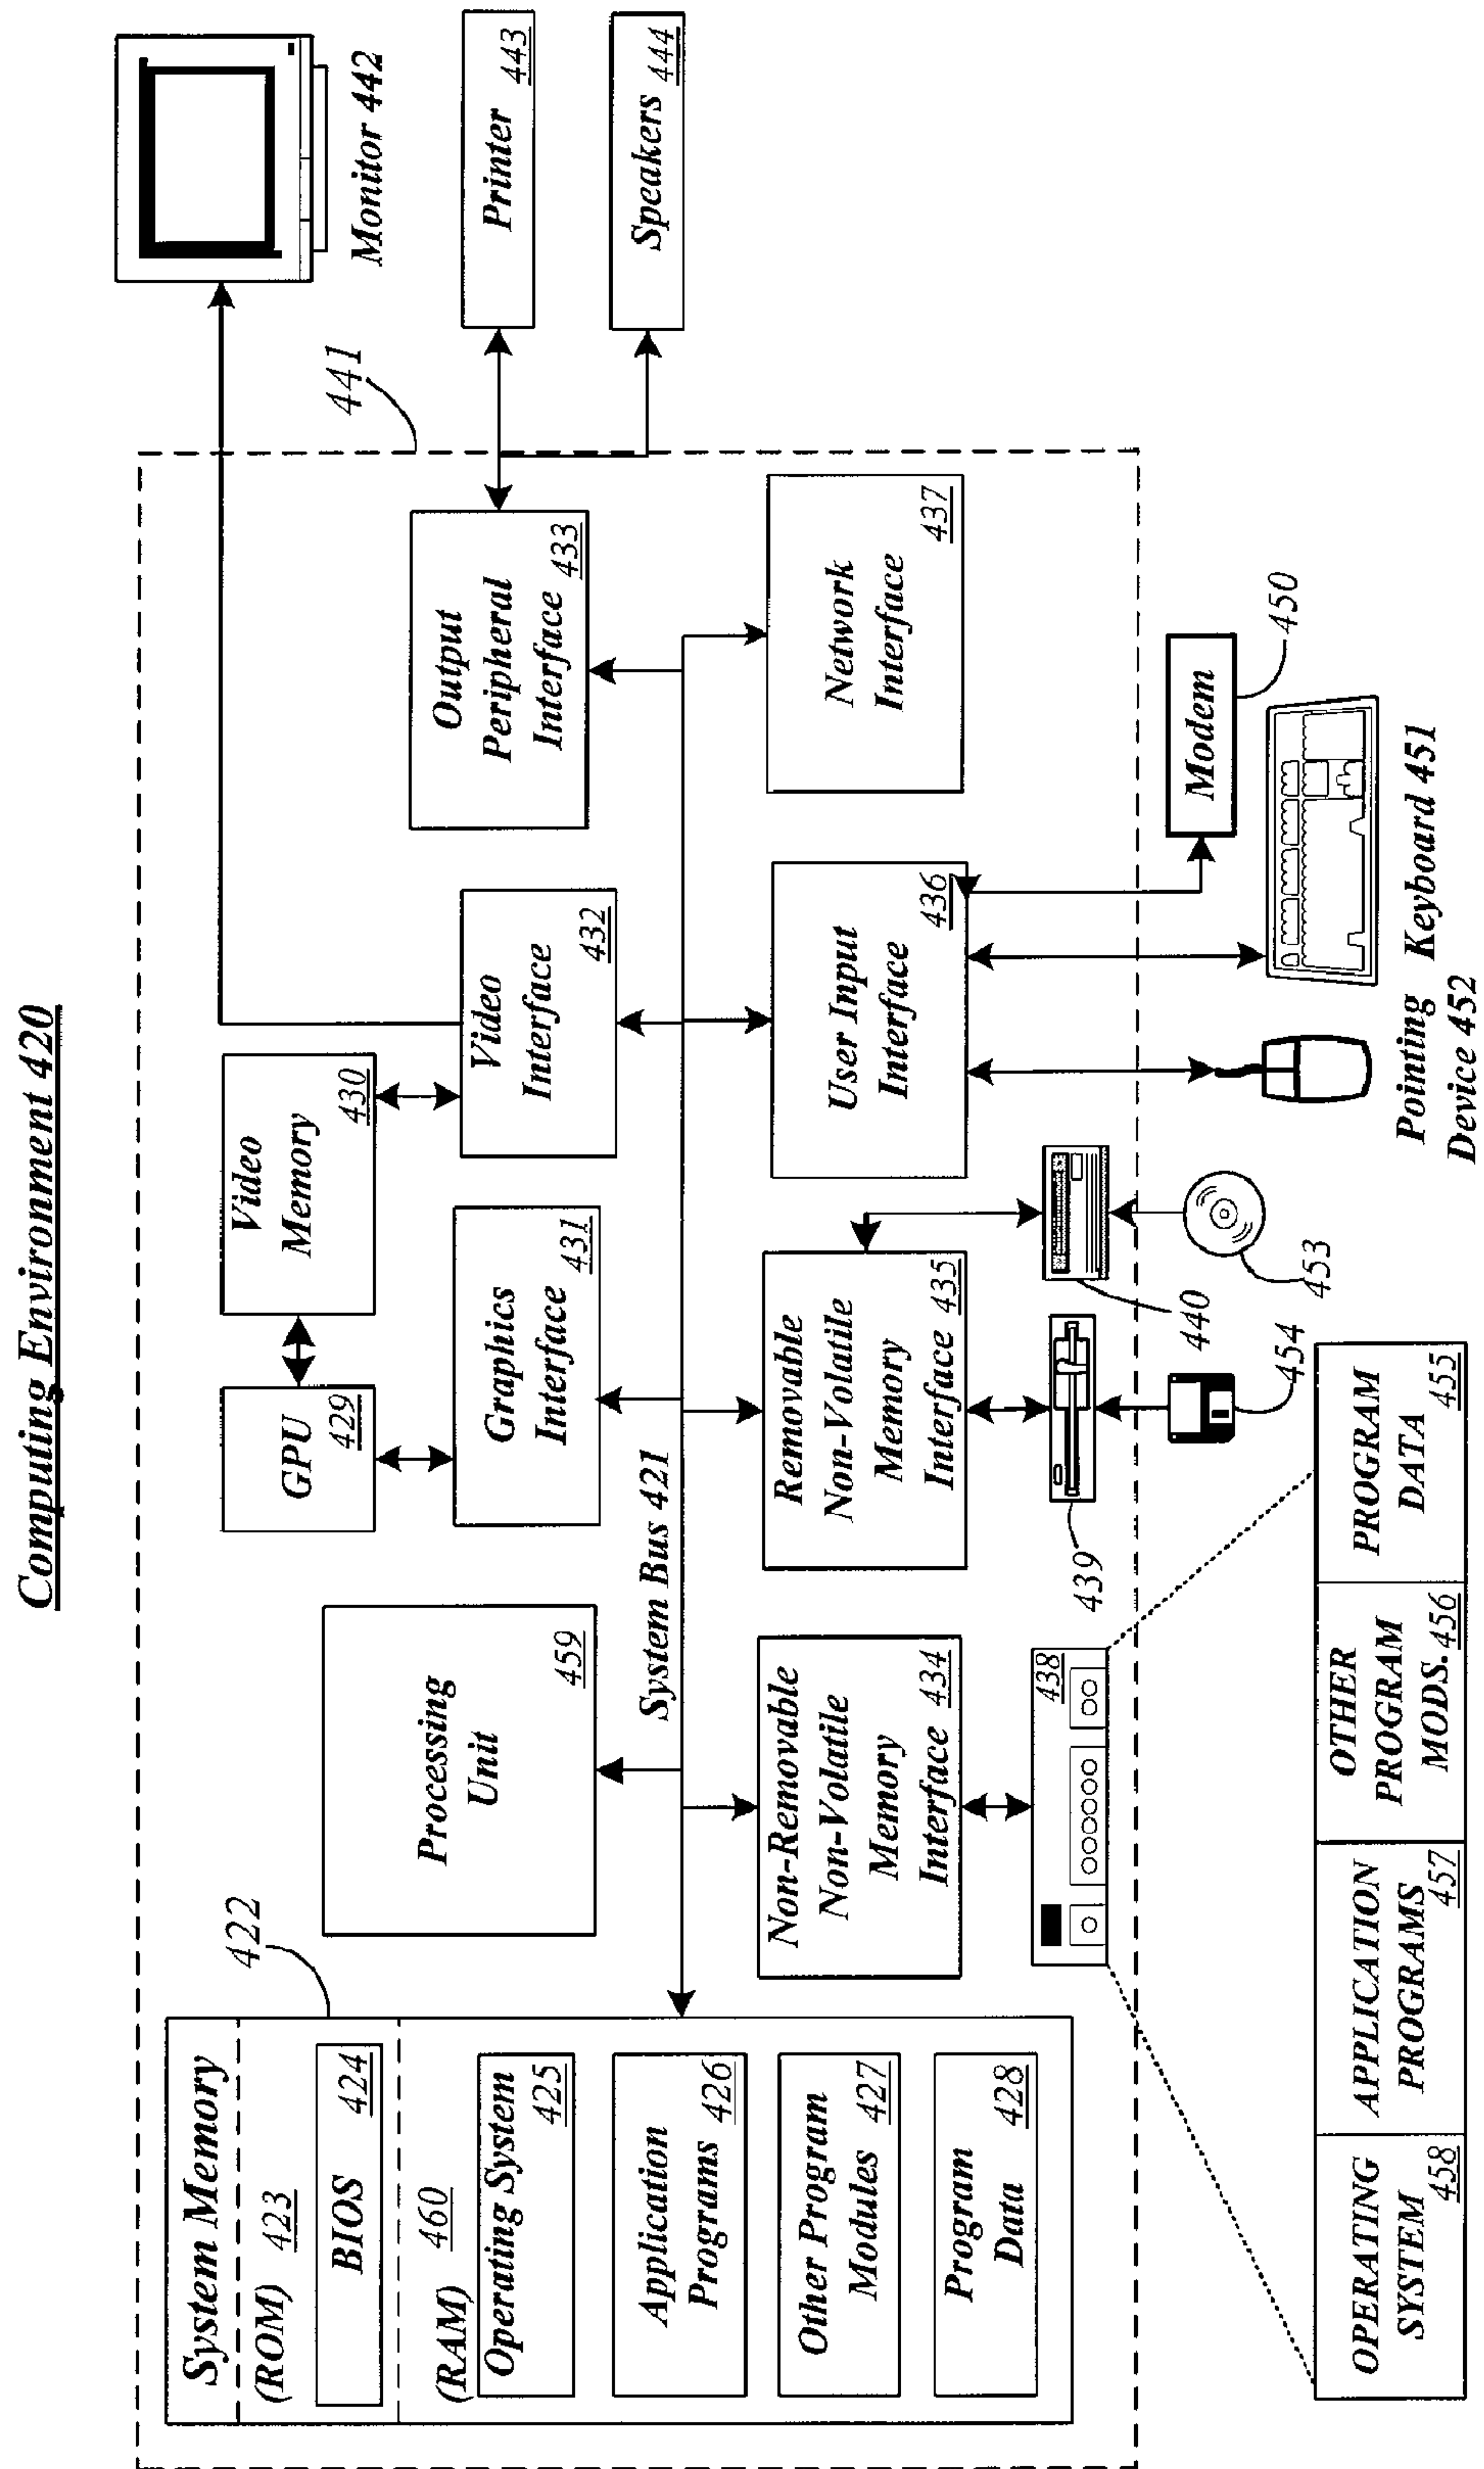 Computing Environment 420
System Memory
(ROM) 423
BIOS 424
(RAM) 460
Operating System
425
Application
Programs 426
Other Program
Modules 427
Program
Data 428
422
Processing
Unit
459
System Bus 421
GPU
429
Video
Memory
430
Graphics
Interface
431
Video
Interface
432
Output
Peripheral
Interface 433
441
Monitor 442
Printer 443
Speakers 444
Non-Removable
Non-Volatile
Memory
Interface 434
Removable
Non-Volatile
Memory
Interface 435
User Input
Interface
436
Network
Interface
437
438
439
440
453
454
Modem
450
Keyboard 451
Pointing
Device 452
OPERATING
SYSTEM 458
APPLICATION
PROGRAMS
457
OTHER
PROGRAM
MODS. 456
PROGRAM
DATA
455